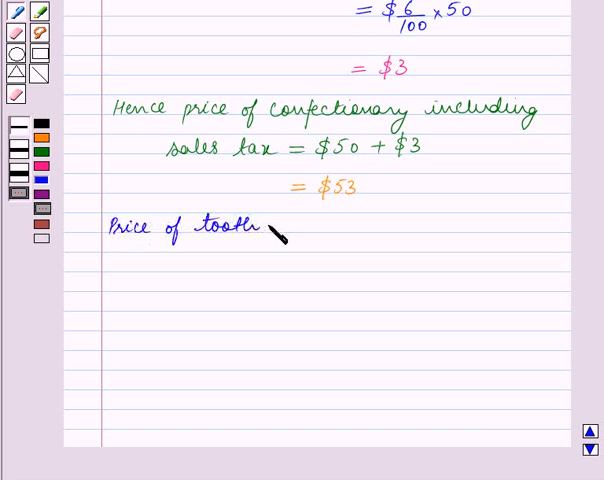 = $ 6/100 × 50
= $3
Hence price of confectionary including
sales tax = $50 + $3
= $53
Price of tooth